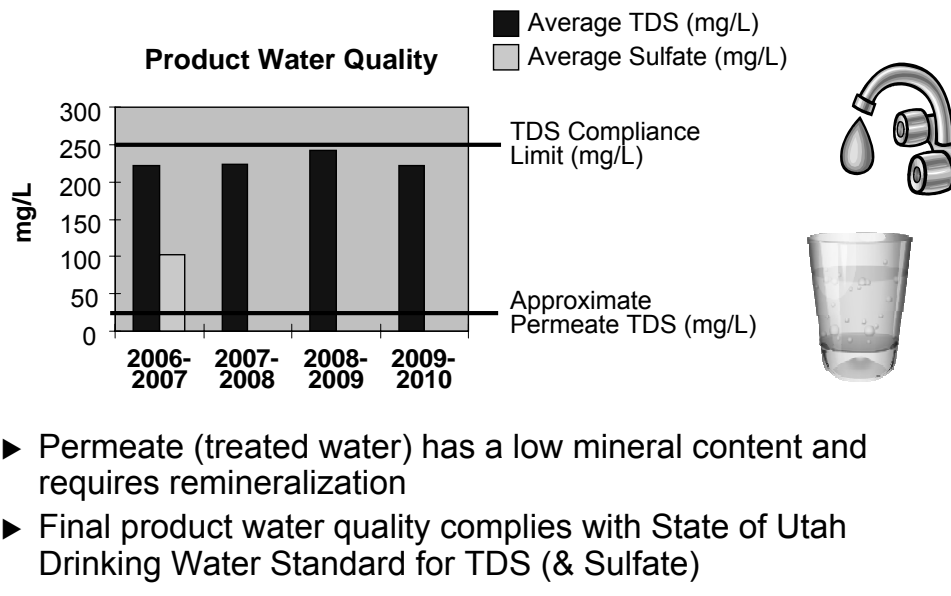 Average TDS (mg/L)
Average Sulfate (mg/L)
Product Water Quality
mg/L
300
250
200
150
100
50
0
TDS Compliance
Limit (mg/L)
Approximate
Permeate TDS (mg/L)
2006-
2007
2007-
2008
2008-
2009
2009-
2010
► Permeate (treated water) has a low mineral content and
requires remineralization
► Final product water quality complies with State of Utah
Drinking Water Standard for TDS (& Sulfate)